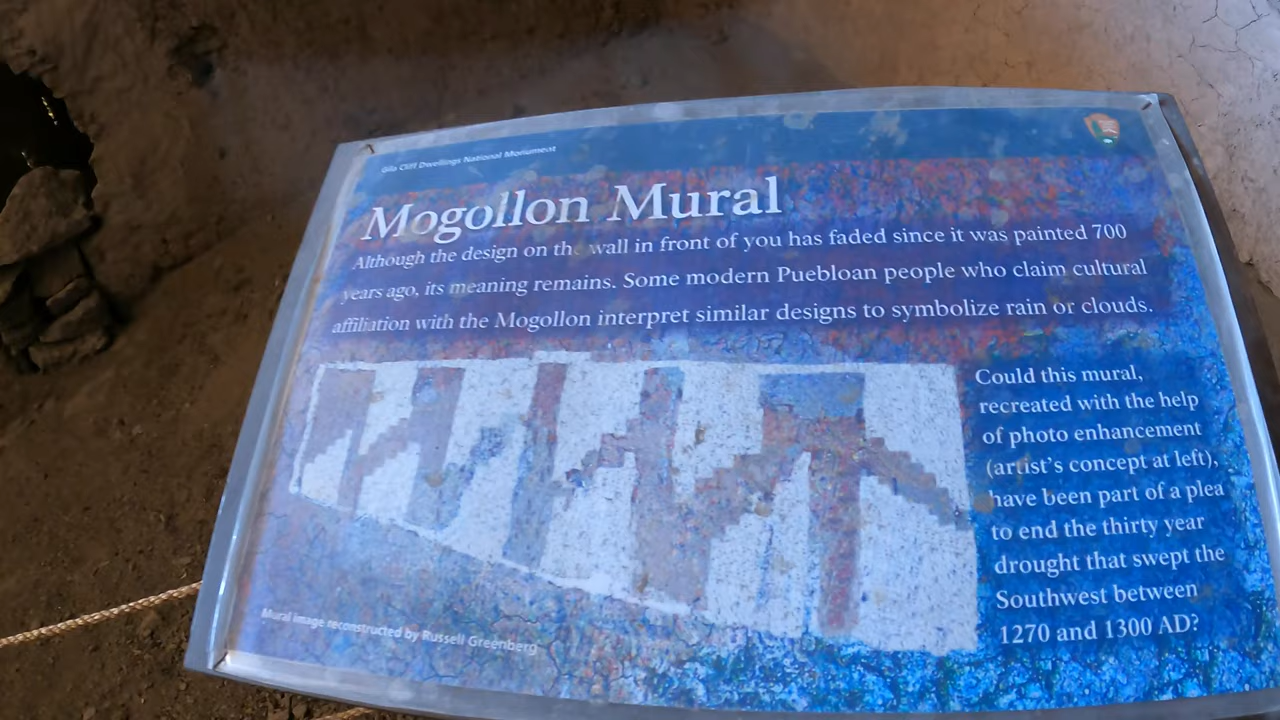 Gila Cliff Dwellings National Monument
Mogollon Mural
Although the design on the wall in front of you has faded since it was painted 700
years ago, its meaning remains. Some modern Puebloan people who claim cultural
affiliation with the Mogollon interpret similar designs to symbolize rain or clouds.
Could this mural,
recreated with the help
of photo enhancement
(artist's concept at left),
have been part of a plea
to end the thirty year
drought that swept the
Southwest between
1270 and 1300 AD?
Mural image reconstructed by Russell Greenberg